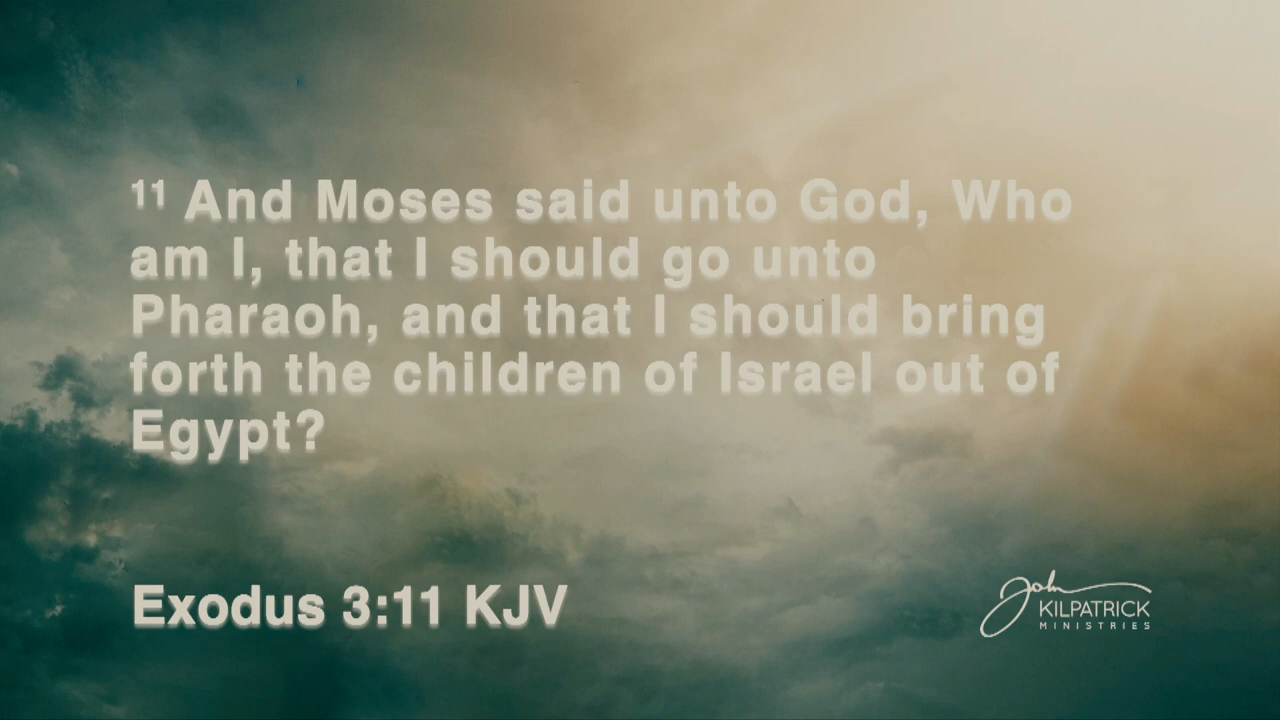 11 And Moses said unto God, Who
am I, that I should go unto
Pharaoh, and that I should bring
forth the children of Israel out of
Egypt?
Exodus 3:11 KJV
John
KILPATRICK
MINISTRIES